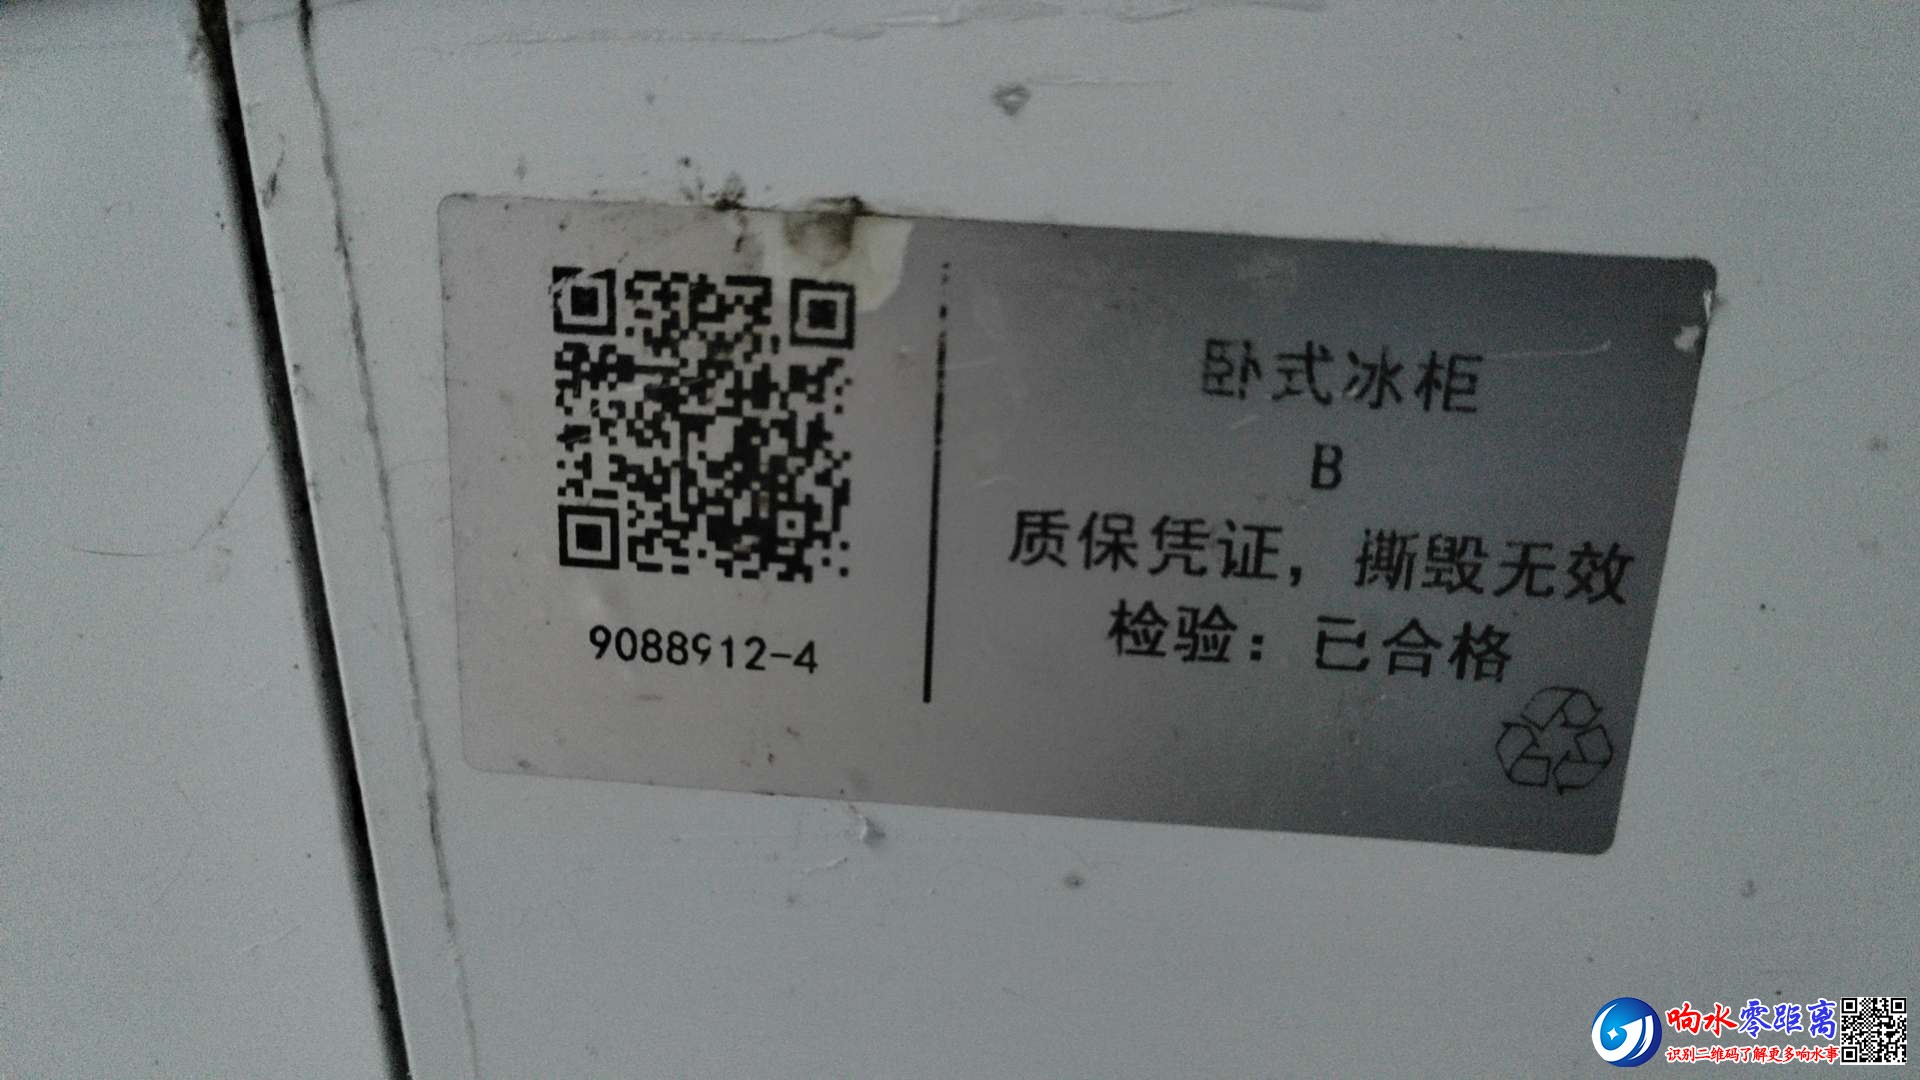 卧式冰柜
B
质保凭证，撕毁无效
检验：已合格
9088912-4
响水零距离
识别二维码了解更多响水事